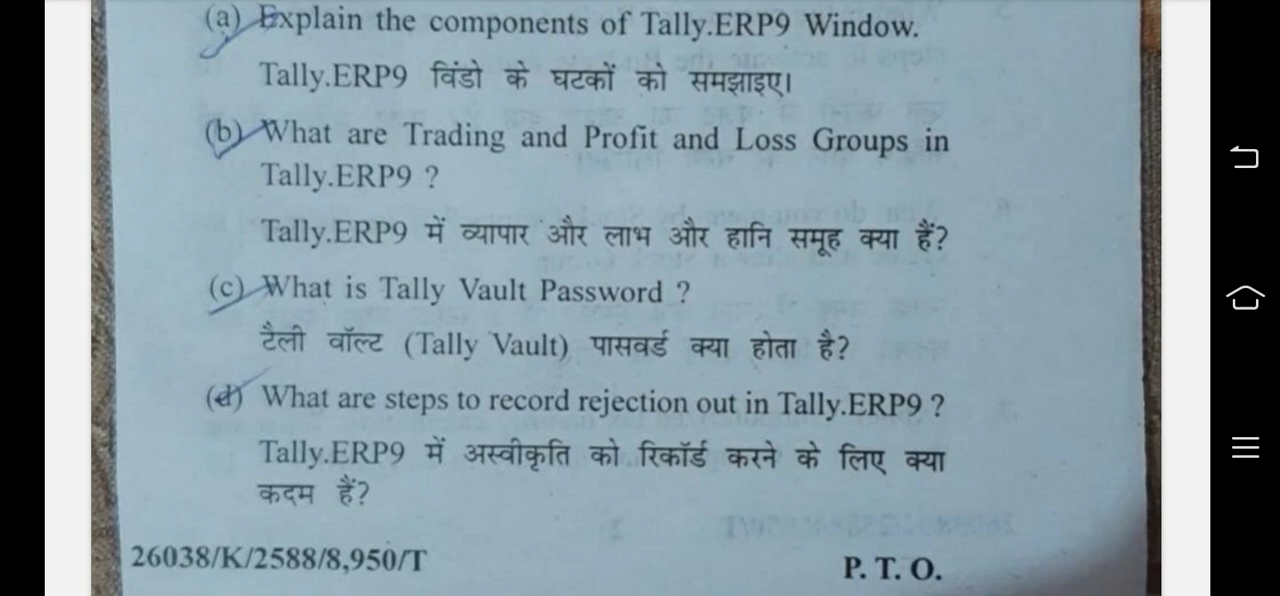 (a) Explain the components of Tally.ERP9 Window.
Tally.ERP9 विंडो के घटकों को समझाइए।
(b) What are Trading and Profit and Loss Groups in
Tally.ERP9 ?
Tally.ERP9 में व्यापार और लाभ और हानि समूह क्या हैं?
(c) What is Tally Vault Password ?
टैली वॉल्ट (Tally Vault) पासवर्ड क्या होता है?
(d) What are steps to record rejection out in Tally.ERP9 ?
Tally.ERP9 में अस्वीकृति को रिकॉर्ड करने के लिए क्या
कदम हैं?
26038/K/2588/8,950/T
P. T. O.